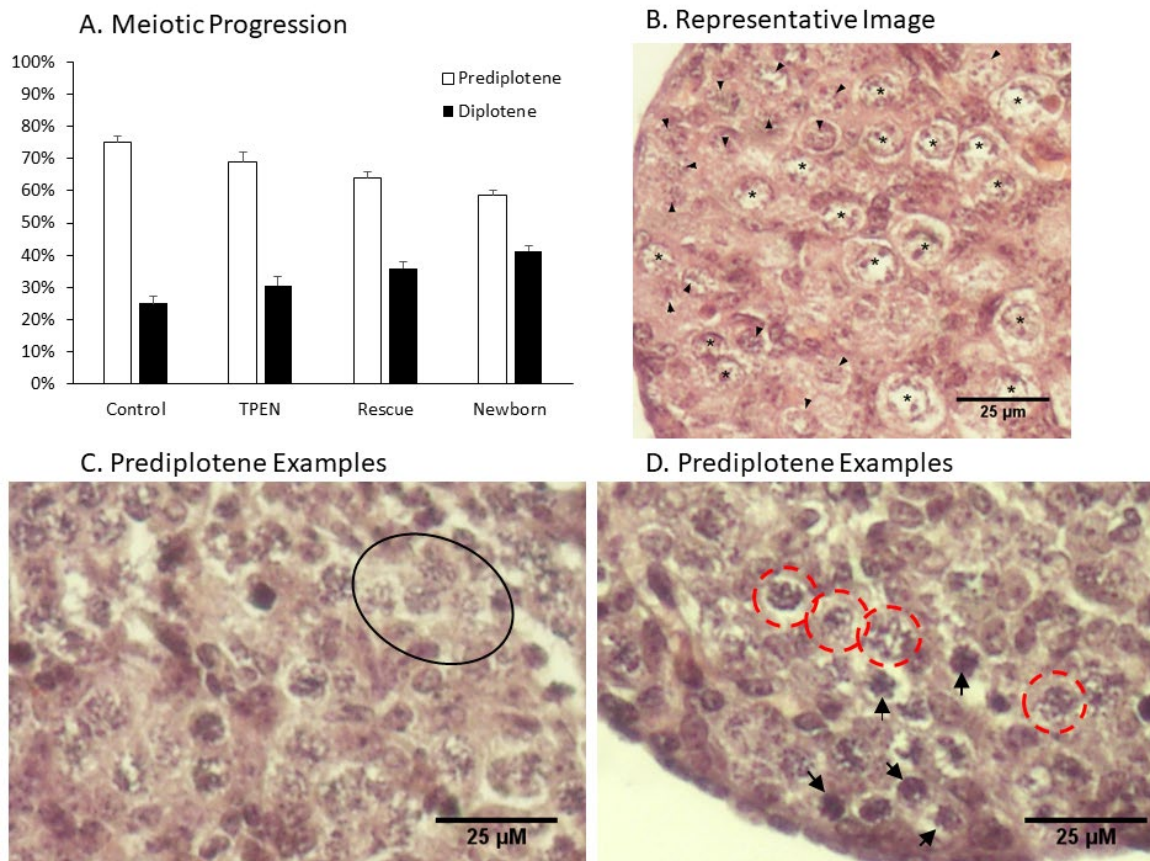 A. Meiotic Progression
100%
90%
80%
70%
60%
50%
40%
30%
20%
10%
0%
Prediplotene
Diplotene
Control TPEN Rescue Newborn
B. Representative Image
25 µm
C. Prediplotene Examples
25 µM
D. Prediplotene Examples
25 µM